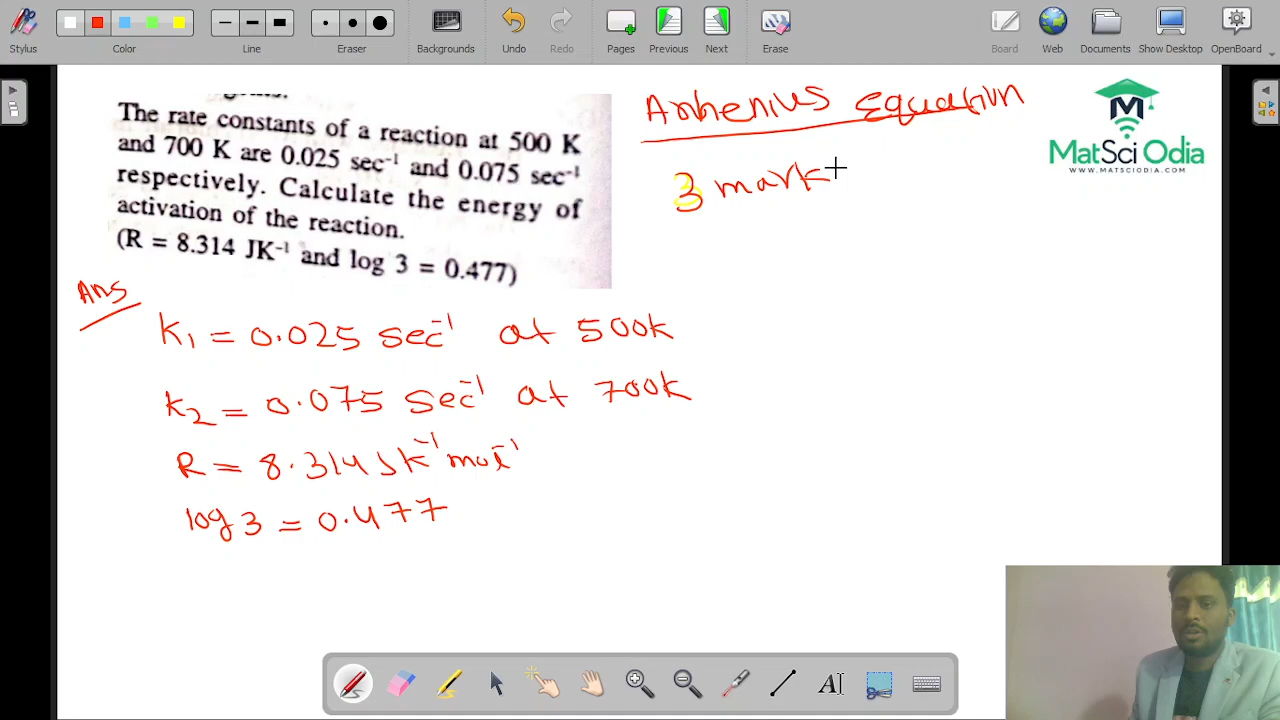 Stylus
Color
Line
Eraser
Backgrounds
Undo
Redo
Pages
Previous
Next
Erase
Board
Web
Documents
Show Desktop
OpenBoard
The rate constants of a reaction at 500 K
and 700 K are 0.025 sec⁻¹ and 0.075 sec⁻¹
respectively. Calculate the energy of
activation of the reaction.
(R = 8.314 JK⁻¹ and log 3 = 0.477)
Arrhenius Equation
3 mark
M
MatSci Odia
WWW.MATSCIODIA.COM
Ans
K₁ = 0.025 sec⁻¹ at 500k
K₂ = 0.075 sec⁻¹ at 700k
R = 8.314 JK⁻¹ mol⁻¹
log 3 = 0.477